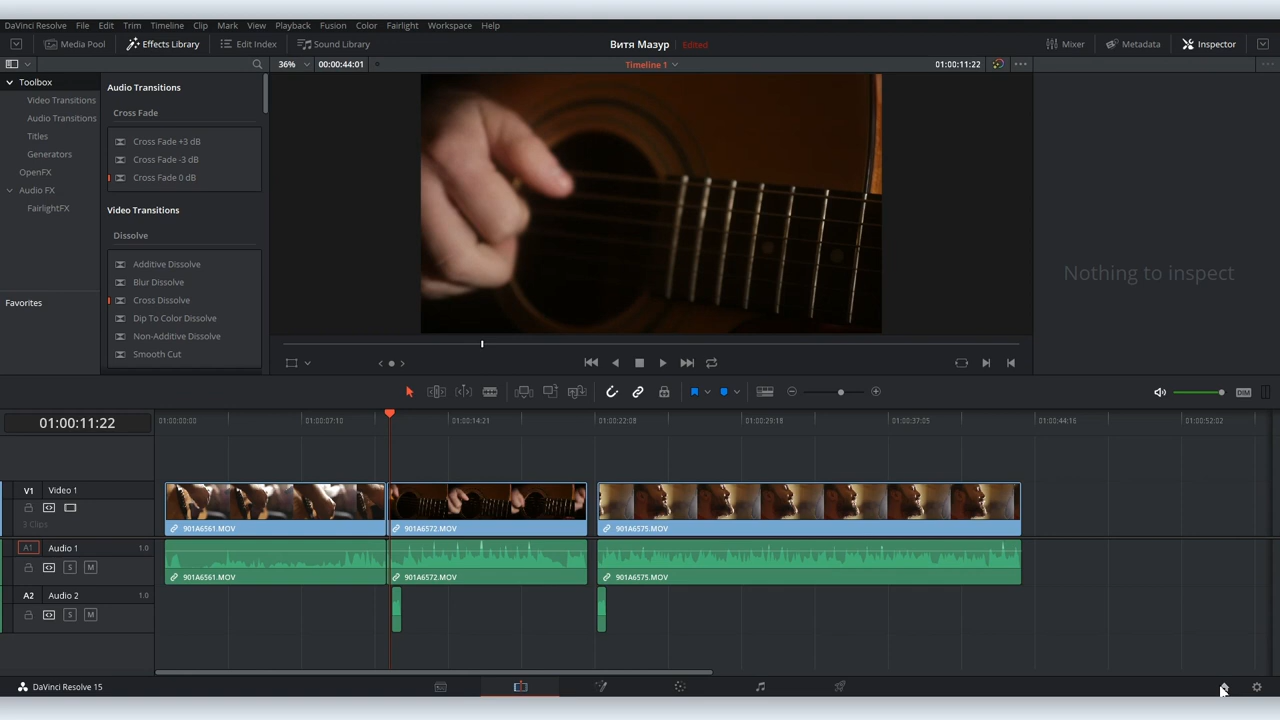 DaVinci Resolve File Edit Trim Timeline Clip Mark View Playback Fusion Color Fairlight Workspace Help
Media Pool Effects Library Edit Index Sound Library Витя Мазур Edited Mixer Metadata Inspector
36% 00:00:44:01 Timeline 1 01:00:11:22
Toolbox
Video Transitions
Audio Transitions
Titles
Generators
OpenFX
Audio FX
FairlightFX
Favorites
Audio Transitions
Cross Fade
Cross Fade +3 dB
Cross Fade -3 dB
Cross Fade 0 dB
Video Transitions
Dissolve
Additive Dissolve
Blur Dissolve
Cross Dissolve
Dip To Color Dissolve
Non-Additive Dissolve
Smooth Cut
Nothing to inspect
DIM
01:00:11:22
01:00:00:00 01:00:07:10 01:00:14:21 01:00:22:08 01:00:29:18 01:00:37:05 01:00:44:16 01:00:52:02
V1 Video 1
3 Clips
901A6561.MOV 901A6572.MOV 901A6575.MOV
A1 Audio 1 1.0
S M
901A6561.MOV 901A6572.MOV 901A6575.MOV
A2 Audio 2 1.0
S M
DaVinci Resolve 15